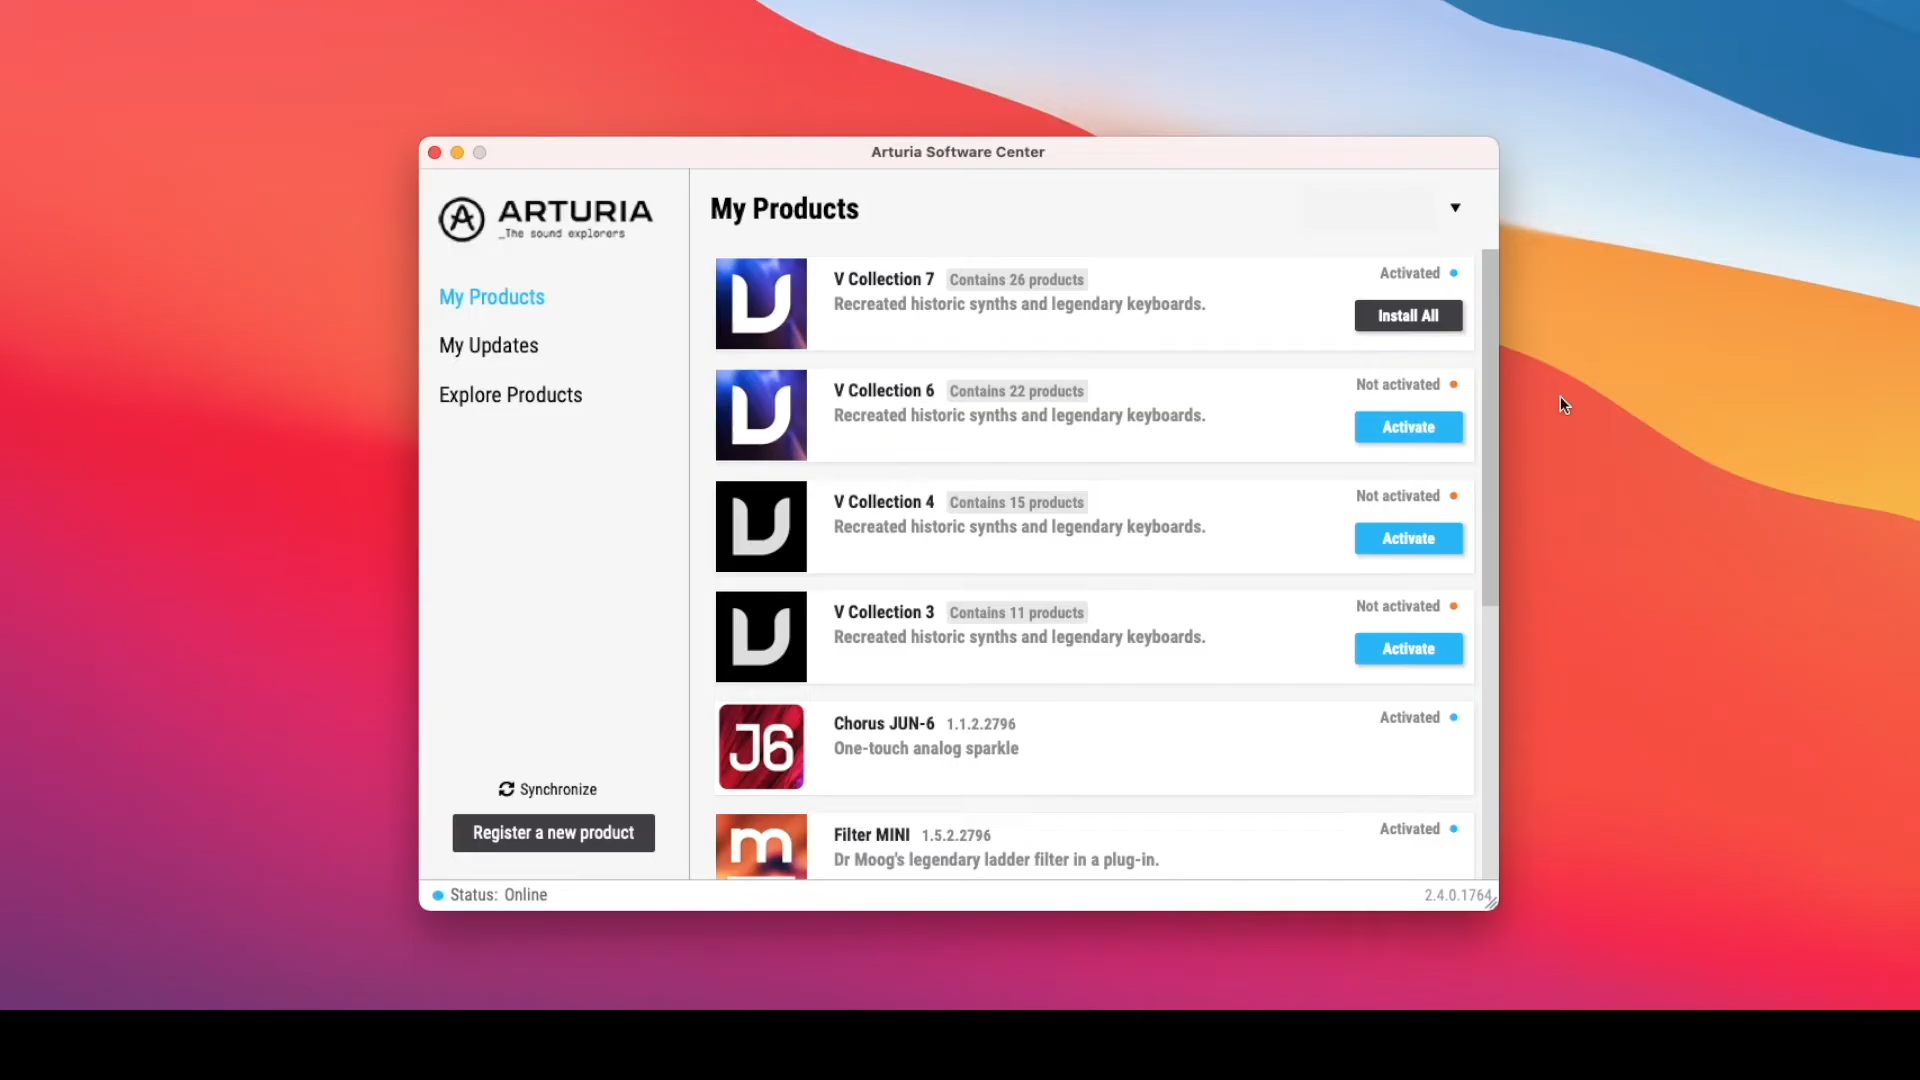 Arturia Software Center
ARTURIA
_The sound explorers
My Products
My Updates
Explore Products
Synchronize
Register a new product
My Products
V Collection 7 Contains 26 products
Recreated historic synths and legendary keyboards.
Activated
Install All
V Collection 6 Contains 22 products
Recreated historic synths and legendary keyboards.
Not activated
Activate
V Collection 4 Contains 15 products
Recreated historic synths and legendary keyboards.
Not activated
Activate
V Collection 3 Contains 11 products
Recreated historic synths and legendary keyboards.
Not activated
Activate
J6
Chorus JUN-6 1.1.2.2796
One-touch analog sparkle
Activated
m
Filter MINI 1.5.2.2796
Dr Moog's legendary ladder filter in a plug-in.
Activated
Status: Online
2.4.0.1764